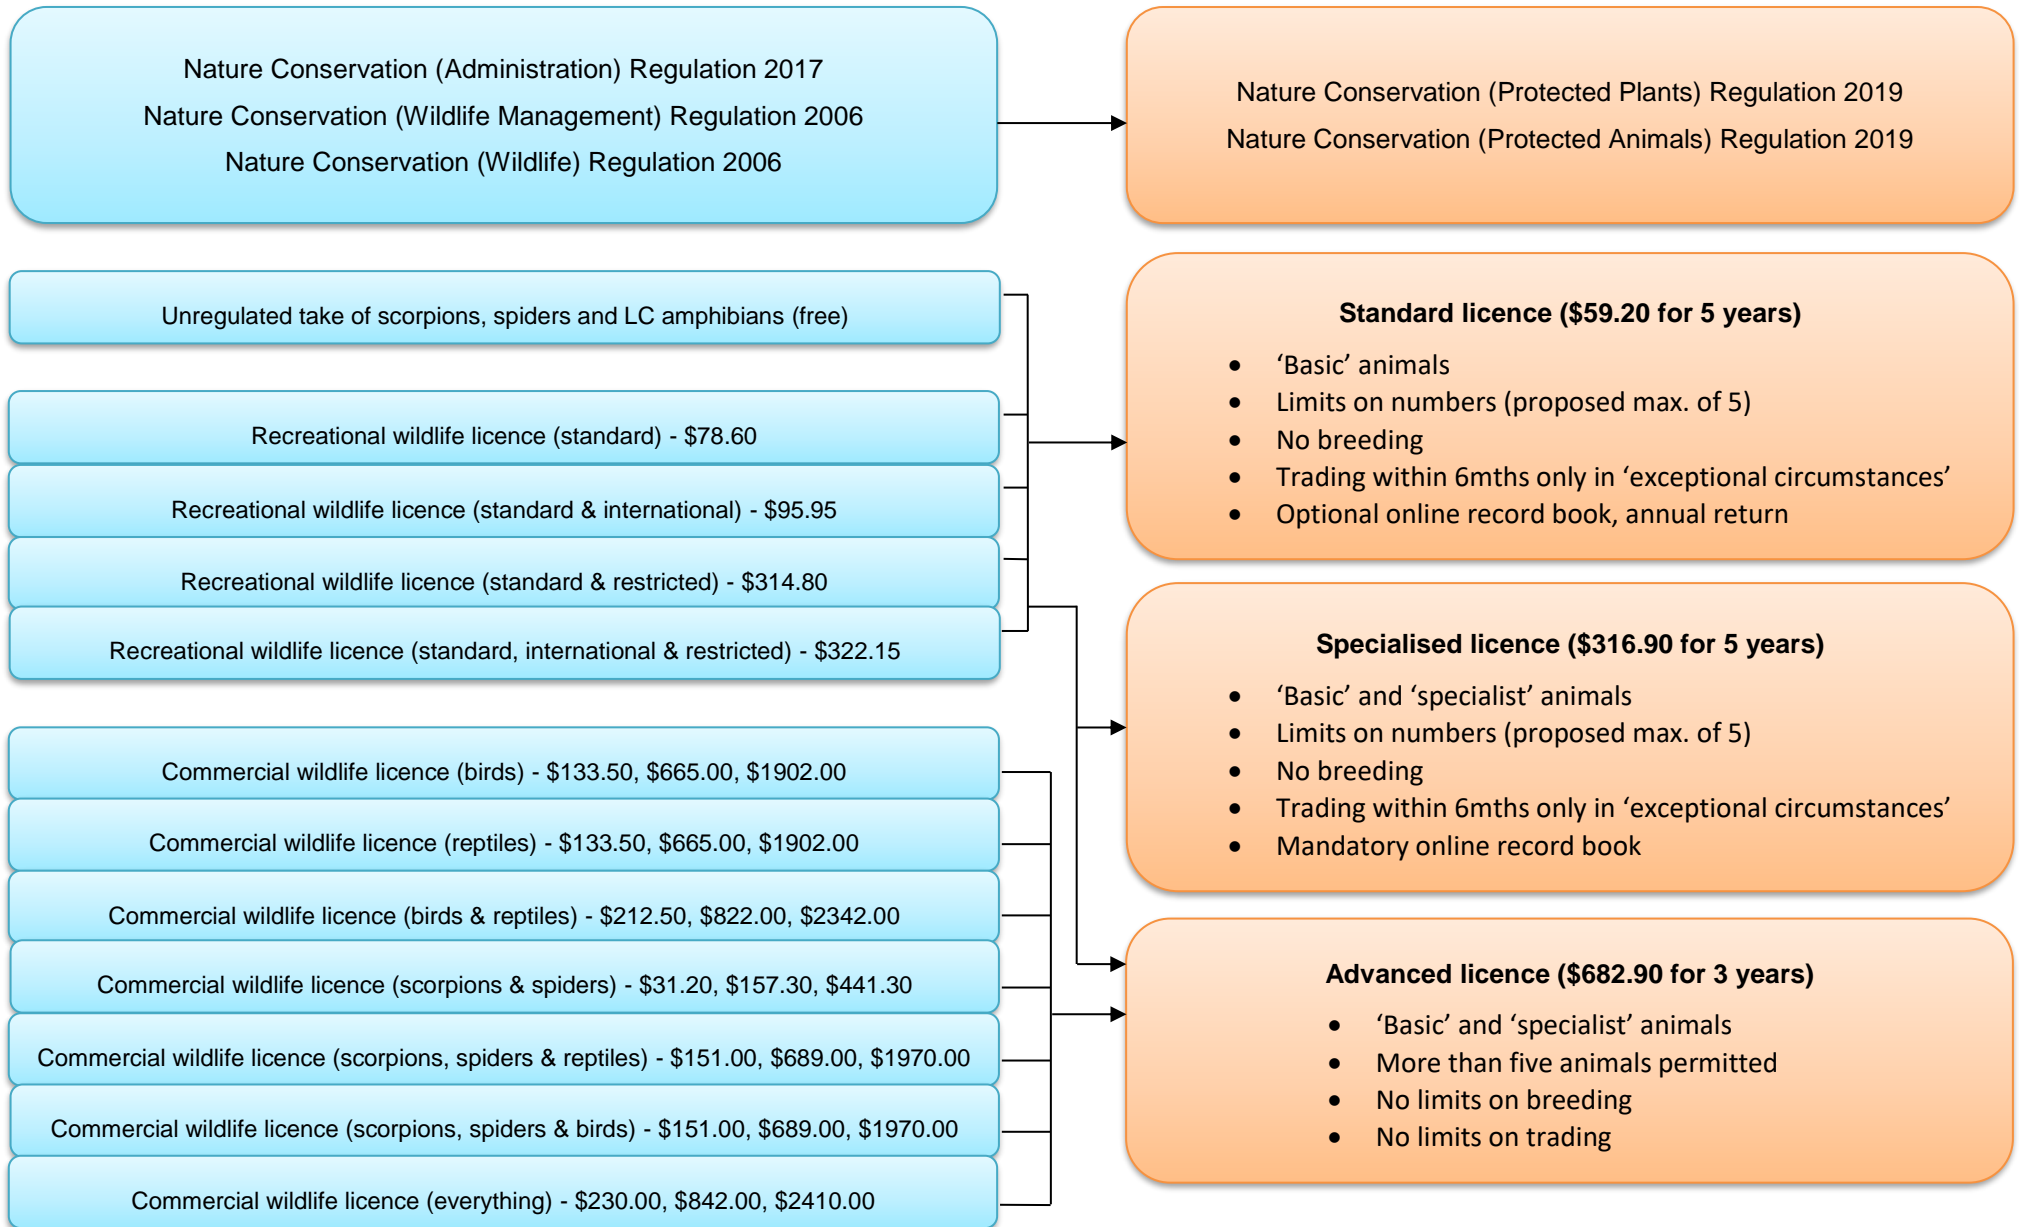 Nature Conservation (Administration) Regulation 2017
Nature Conservation (Wildlife Management) Regulation 2006
Nature Conservation (Wildlife) Regulation 2006
Nature Conservation (Protected Plants) Regulation 2019
Nature Conservation (Protected Animals) Regulation 2019
Unregulated take of scorpions, spiders and LC amphibians (free)
Recreational wildlife licence (standard) - $78.60
Recreational wildlife licence (standard & international) - $95.95
Recreational wildlife licence (standard & restricted) - $314.80
Recreational wildlife licence (standard, international & restricted) - $322.15
Commercial wildlife licence (birds) - $133.50, $665.00, $1902.00
Commercial wildlife licence (reptiles) - $133.50, $665.00, $1902.00
Commercial wildlife licence (birds & reptiles) - $212.50, $822.00, $2342.00
Commercial wildlife licence (scorpions & spiders) - $31.20, $157.30, $441.30
Commercial wildlife licence (scorpions, spiders & reptiles) - $151.00, $689.00, $1970.00
Commercial wildlife licence (scorpions, spiders & birds) - $151.00, $689.00, $1970.00
Commercial wildlife licence (everything) - $230.00, $842.00, $2410.00
Standard licence ($59.20 for 5 years)
• ‘Basic’ animals
• Limits on numbers (proposed max. of 5)
• No breeding
• Trading within 6mths only in ‘exceptional circumstances’
• Optional online record book, annual return
Specialised licence ($316.90 for 5 years)
• ‘Basic’ and ‘specialist’ animals
• Limits on numbers (proposed max. of 5)
• No breeding
• Trading within 6mths only in ‘exceptional circumstances’
• Mandatory online record book
Advanced licence ($682.90 for 3 years)
• ‘Basic’ and ‘specialist’ animals
• More than five animals permitted
• No limits on breeding
• No limits on trading